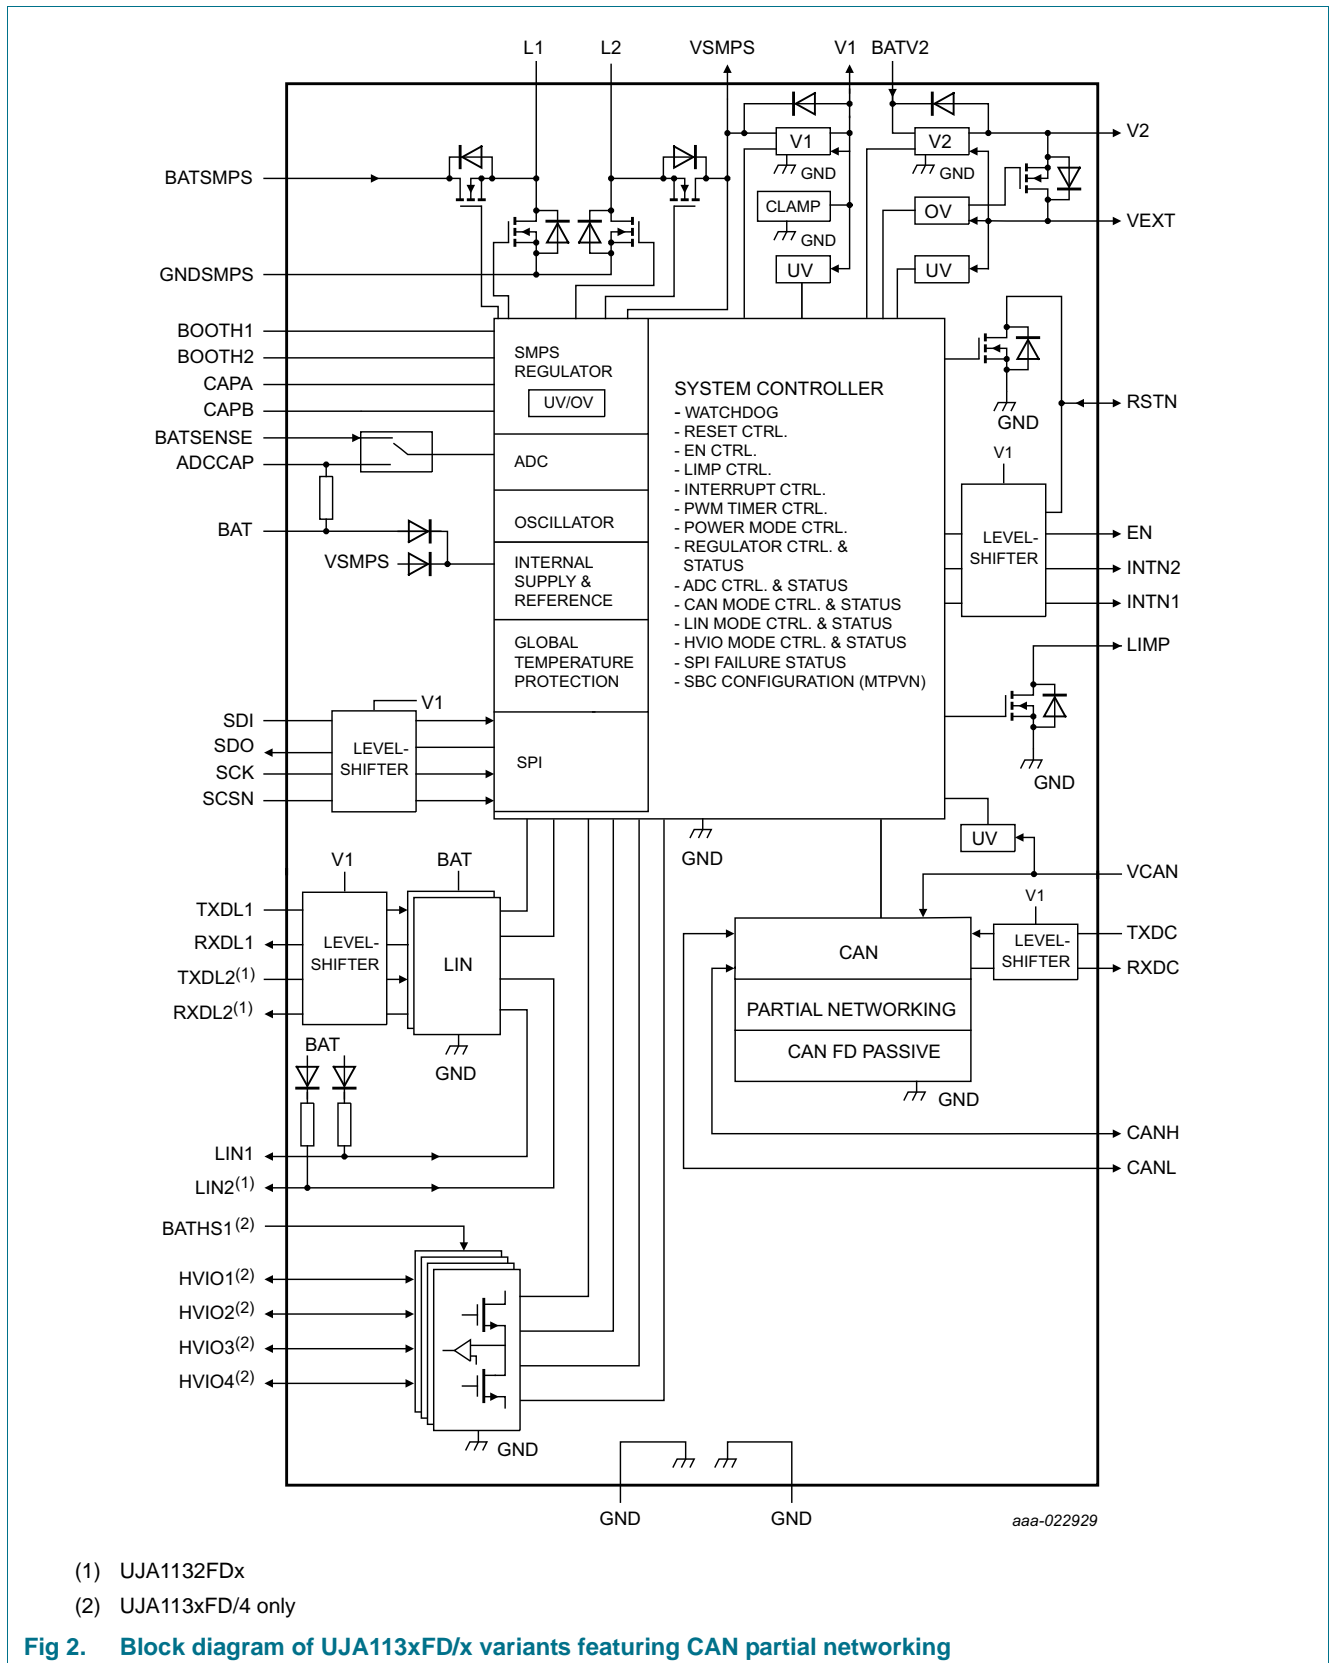 L1
L2
VSMPS
V1
BATV2
V1
V2
V2
GND
GND
BATSMPS
CLAMP
OV
VEXT
GND
GNDSMPS
UV
UV
BOOTH1
BOOTH2
CAPA
CAPB
BATSENSE
ADCCAP
BAT
VSMPS
SMPS
REGULATOR
UV/OV
ADC
OSCILLATOR
INTERNAL
SUPPLY &
REFERENCE
GLOBAL
TEMPERATURE
PROTECTION
SPI
SYSTEM CONTROLLER
- WATCHDOG
- RESET CTRL.
- EN CTRL.
- LIMP CTRL.
- INTERRUPT CTRL.
- PWM TIMER CTRL.
- POWER MODE CTRL.
- REGULATOR CTRL. &
STATUS
- ADC CTRL. & STATUS
- CAN MODE CTRL. & STATUS
- LIN MODE CTRL. & STATUS
- HVIO MODE CTRL. & STATUS
- SPI FAILURE STATUS
- SBC CONFIGURATION (MTPVN)
GND
RSTN
V1
LEVEL-
SHIFTER
EN
INTN2
INTN1
LIMP
GND
V1
SDI
SDO
SCK
SCSN
LEVEL-
SHIFTER
GND
UV
VCAN
V1
BAT
TXDL1
RXDL1
TXDL2(1)
RXDL2(1)
LEVEL-
SHIFTER
LIN
GND
V1
LEVEL-
SHIFTER
TXDC
RXDC
CAN
PARTIAL NETWORKING
CAN FD PASSIVE
GND
BAT
LIN1
LIN2(1)
CANH
CANL
BATHS1(2)
HVIO1(2)
HVIO2(2)
HVIO3(2)
HVIO4(2)
GND
GND
GND
aaa-022929
(1) UJA1132FDx
(2) UJA113xFD/4 only
Fig 2. Block diagram of UJA113xFD/x variants featuring CAN partial networking